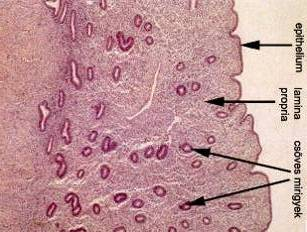 epithelium
lamina
propria
csöves mirigyek